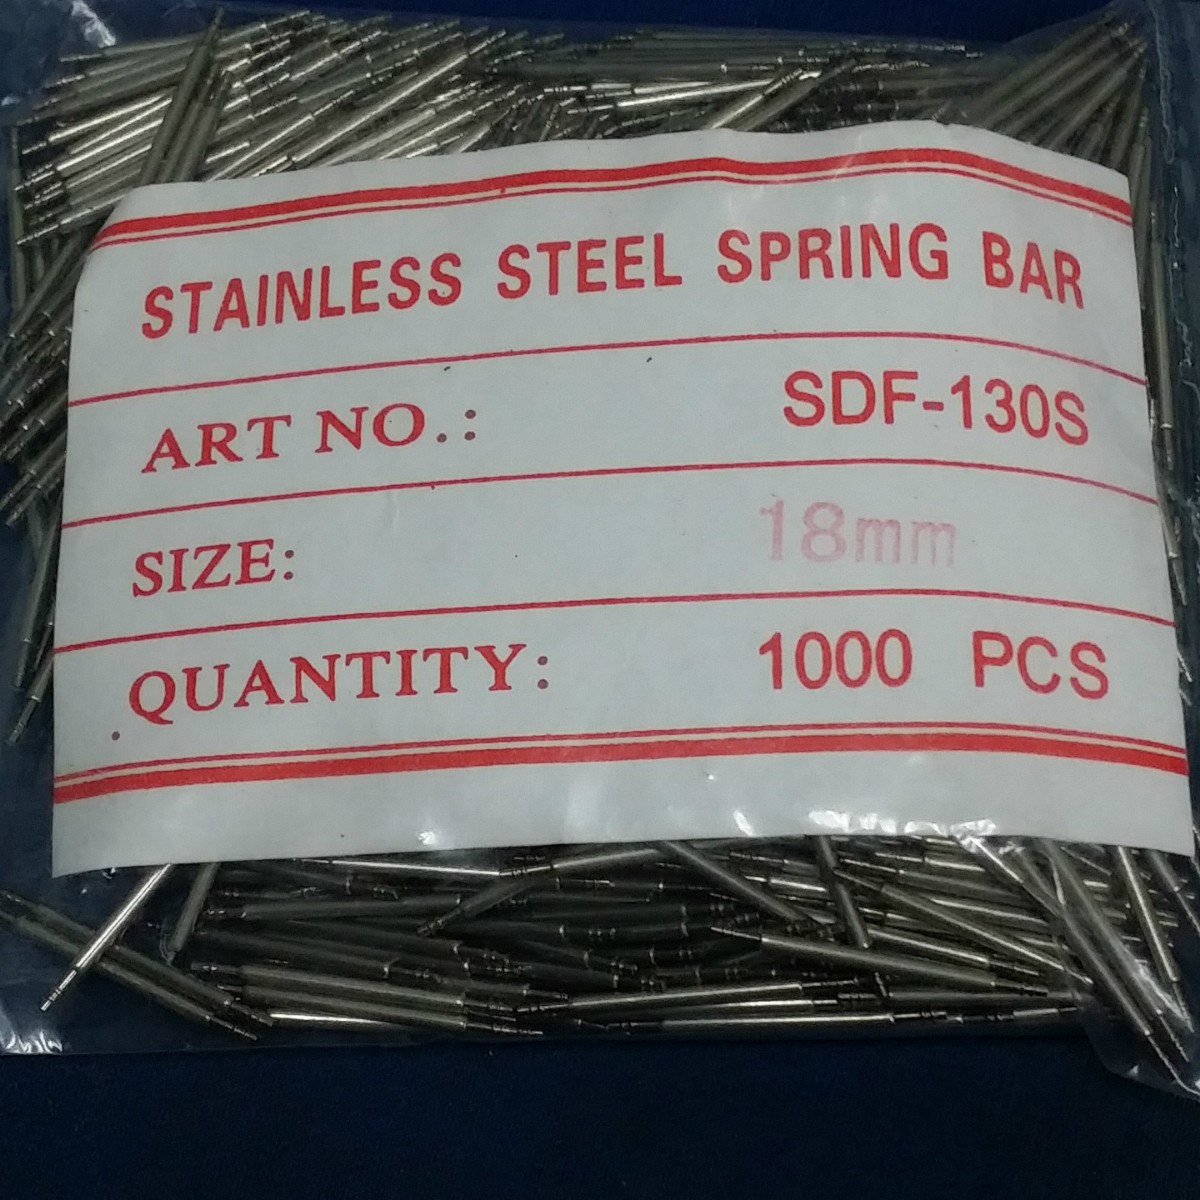 STAINLESS STEEL SPRING BAR
ART NO.: SDF-130S
SIZE: 18mm
QUANTITY: 1000 PCS